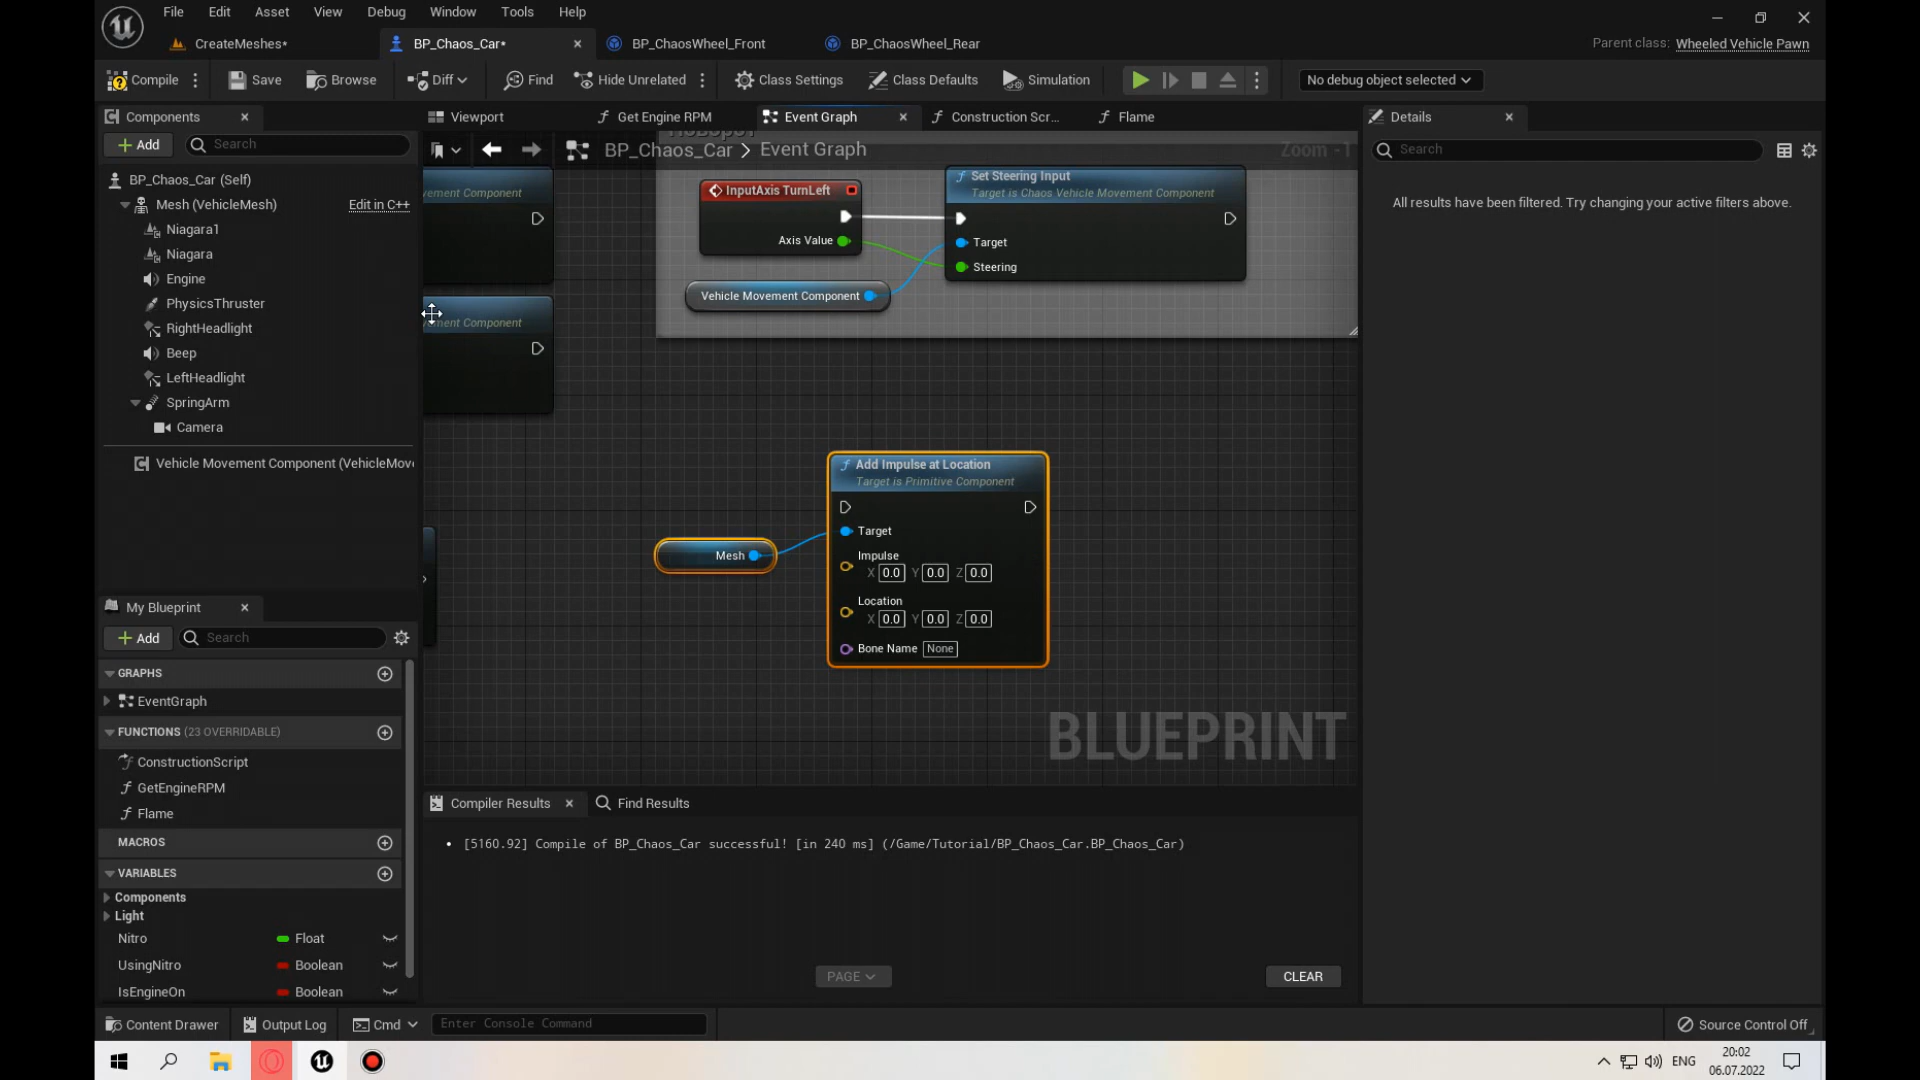 File Edit Asset View Debug Window Tools Help
CreateMeshes* BP_Chaos_Car* BP_ChaosWheel_Front BP_ChaosWheel_Rear Parent class: Wheeled Vehicle Pawn
Compile Save Browse Diff Find Hide Unrelated Class Settings Class Defaults Simulation No debug object selected
Components Viewport Get Engine RPM Event Graph Construction Scr... Flame Details
Add Search BP_Chaos_Car > Event Graph Zoom -1 Search
BP_Chaos_Car (Self)
Mesh (VehicleMesh) Edit in C++
Niagara1
Niagara
Engine
PhysicsThruster
RightHeadlight
Beep
LeftHeadlight
SpringArm
Camera
Vehicle Movement Component (VehicleMov
vement Component
vement Component
InputAxis TurnLeft
Axis Value
Vehicle Movement Component
Set Steering Input
Target is Chaos Vehicle Movement Component
Target
Steering
All results have been filtered. Try changing your active filters above.
Mesh
Add Impulse at Location
Target is Primitive Component
Target
Impulse
X 0.0 Y 0.0 Z 0.0
Location
X 0.0 Y 0.0 Z 0.0
Bone Name None
BLUEPRINT
My Blueprint
Add Search
GRAPHS
EventGraph
FUNCTIONS (23 OVERRIDABLE)
ConstructionScript
GetEngineRPM
Flame
MACROS
VARIABLES
Components
Light
Nitro Float
UsingNitro Boolean
IsEngineOn Boolean
Compiler Results Find Results
[5160.92] Compile of BP_Chaos_Car successful! [in 240 ms] (/Game/Tutorial/BP_Chaos_Car.BP_Chaos_Car)
PAGE CLEAR
Content Drawer Output Log Cmd Enter Console Command Source Control Off
ENG 20:02
06.07.2022